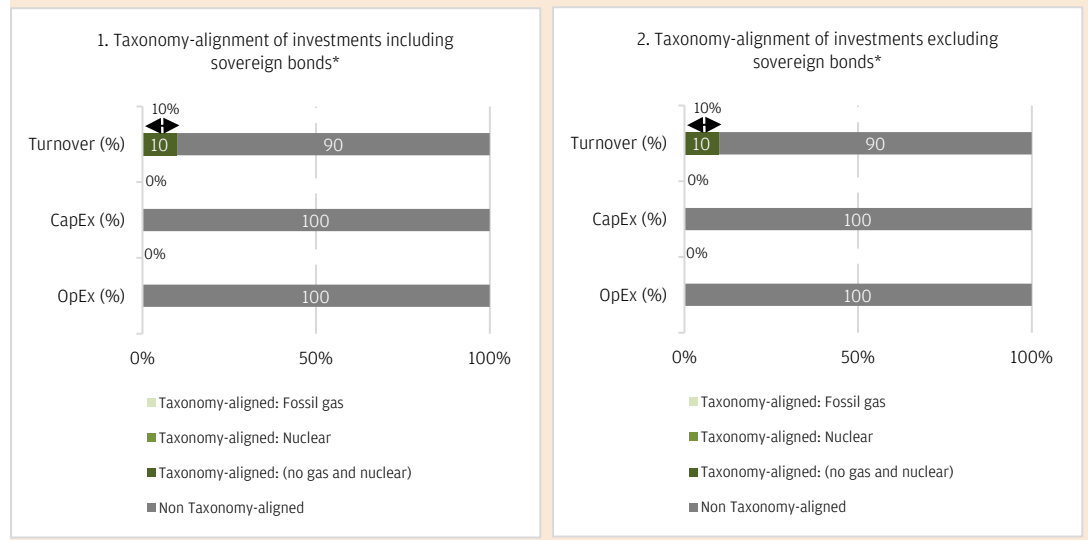 1. Taxonomy-alignment of investments including
sovereign bonds*
10%
Turnover (%)
10
90
0%
CapEx (%)
100
0%
OpEx (%)
100
0%
50%
100%
Taxonomy-aligned: Fossil gas
Taxonomy-aligned: Nuclear
Taxonomy-aligned: (no gas and nuclear)
Non Taxonomy-aligned
2. Taxonomy-alignment of investments excluding
sovereign bonds*
10%
Turnover (%)
10
90
0%
CapEx (%)
100
0%
OpEx (%)
100
0%
50%
100%
Taxonomy-aligned: Fossil gas
Taxonomy-aligned: Nuclear
Taxonomy-aligned: (no gas and nuclear)
Non Taxonomy-aligned